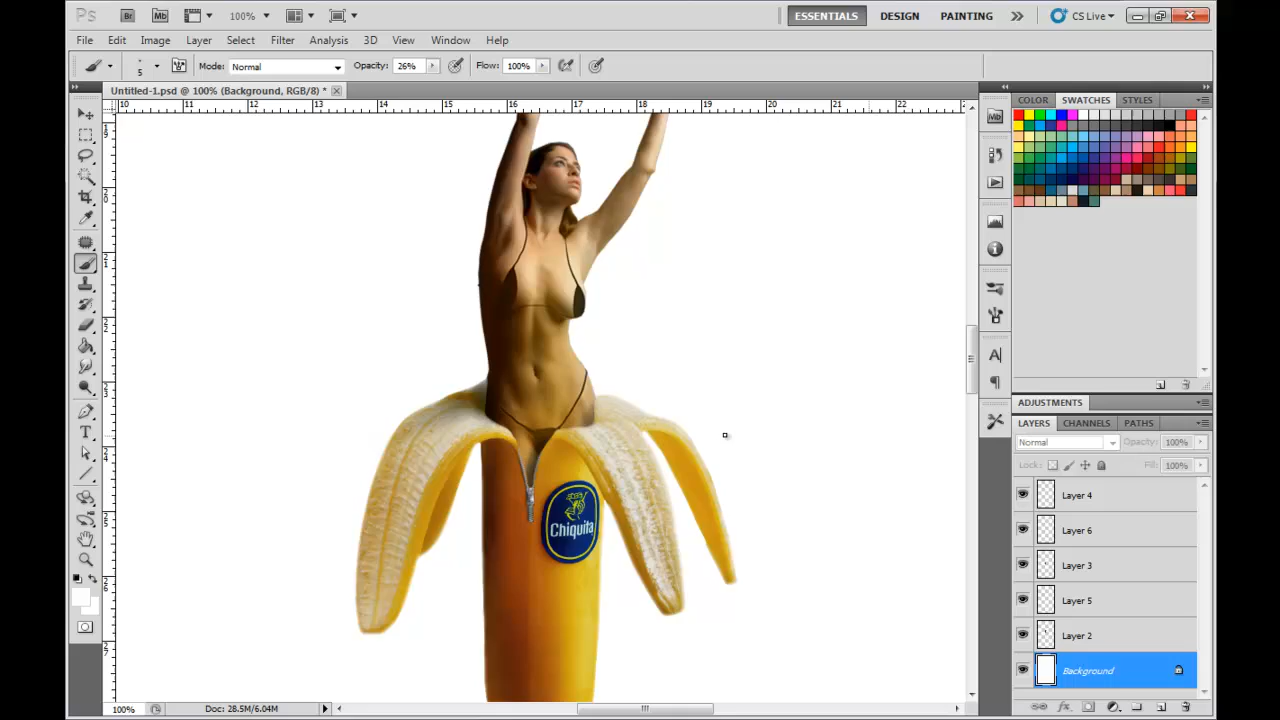 Ps Br Mb 100% ESSENTIALS DESIGN PAINTING CS Live
File Edit Image Layer Select Filter Analysis 3D View Window Help
5 Mode: Normal Opacity: 26% Flow: 100%
Untitled-1.psd @ 100% (Background, RGB/8) *
10 11 12 13 14 15 16 17 18 19 20 21 22
COLOR SWATCHES STYLES
Mb
Chiquita
ADJUSTMENTS
LAYERS CHANNELS PATHS
Normal Opacity: 100%
Lock: Fill: 100%
Layer 4
Layer 6
Layer 3
Layer 5
Layer 2
Background
100% Doc: 28.5M/6.04M